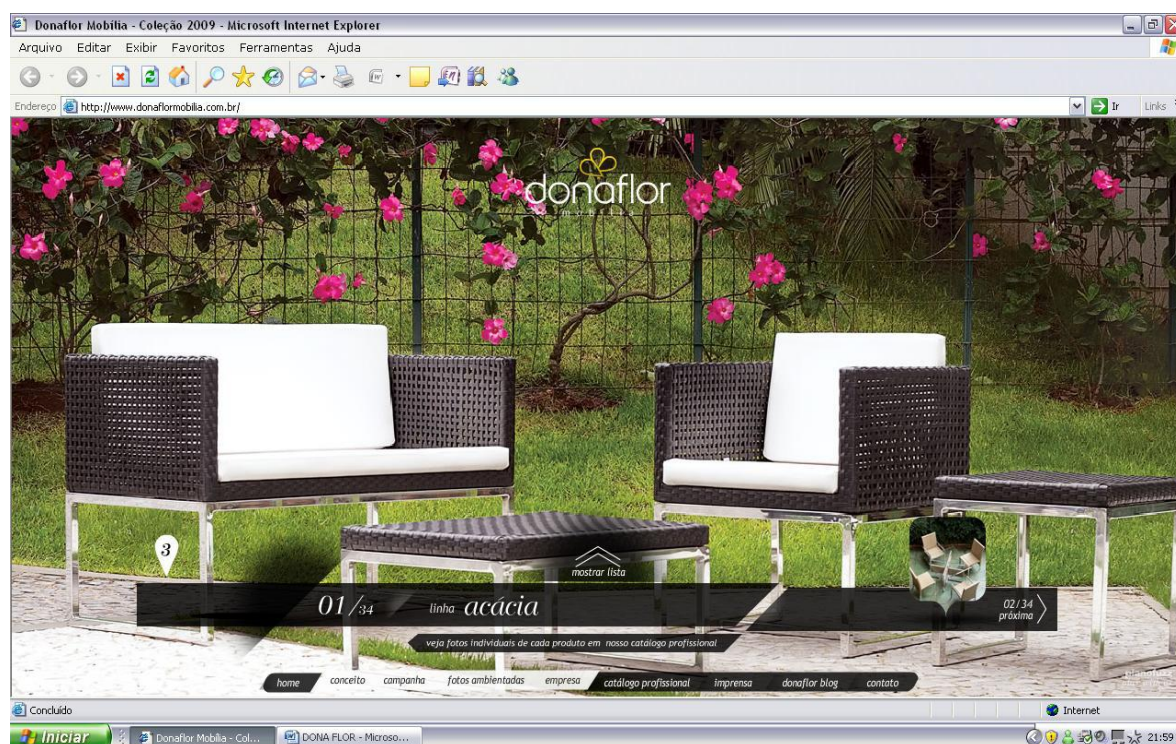 Donaflor Mobília - Coleção 2009 - Microsoft Internet Explorer
Arquivo Editar Exibir Favoritos Ferramentas Ajuda
Endereço http://www.donaflormobilia.com.br/ Ir Links
donaflor
mobília
3
mostrar lista
01/34 linha acácia
02/34
próxima
veja fotos individuais de cada produto em nosso catálogo profissional
home conceito campanha fotos ambientadas empresa catálogo profissional imprensa donaflor blog contato
Concluído Internet
Iniciar Donaflor Mobília - Col... DONA FLOR - Microso... 21:59